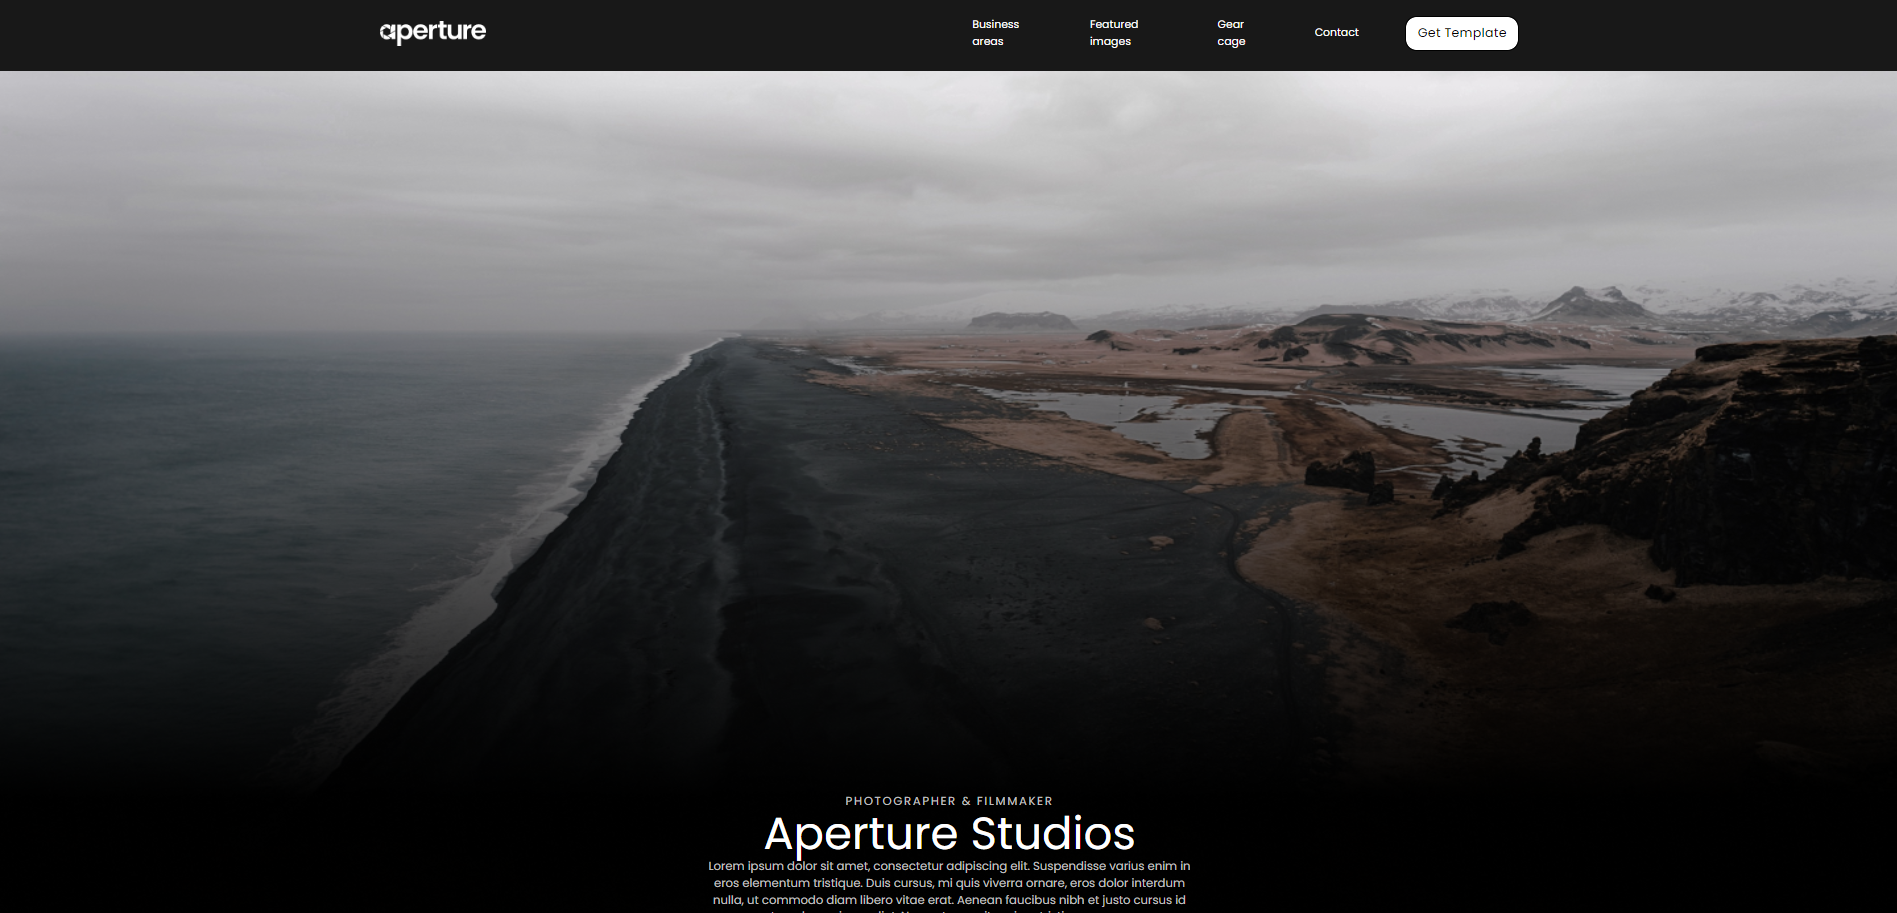 aperture
Business
areas
Featured
images
Gear
cage
Contact
Get Template
PHOTOGRAPHER & FILMMAKER
Aperture Studios
Lorem ipsum dolor sit amet, consectetur adipiscing elit. Suspendisse varius enim in
eros elementum tristique. Duis cursus, mi quis viverra ornare, eros dolor interdum
nulla, ut commodo diam libero vitae erat. Aenean faucibus nibh et justo cursus id